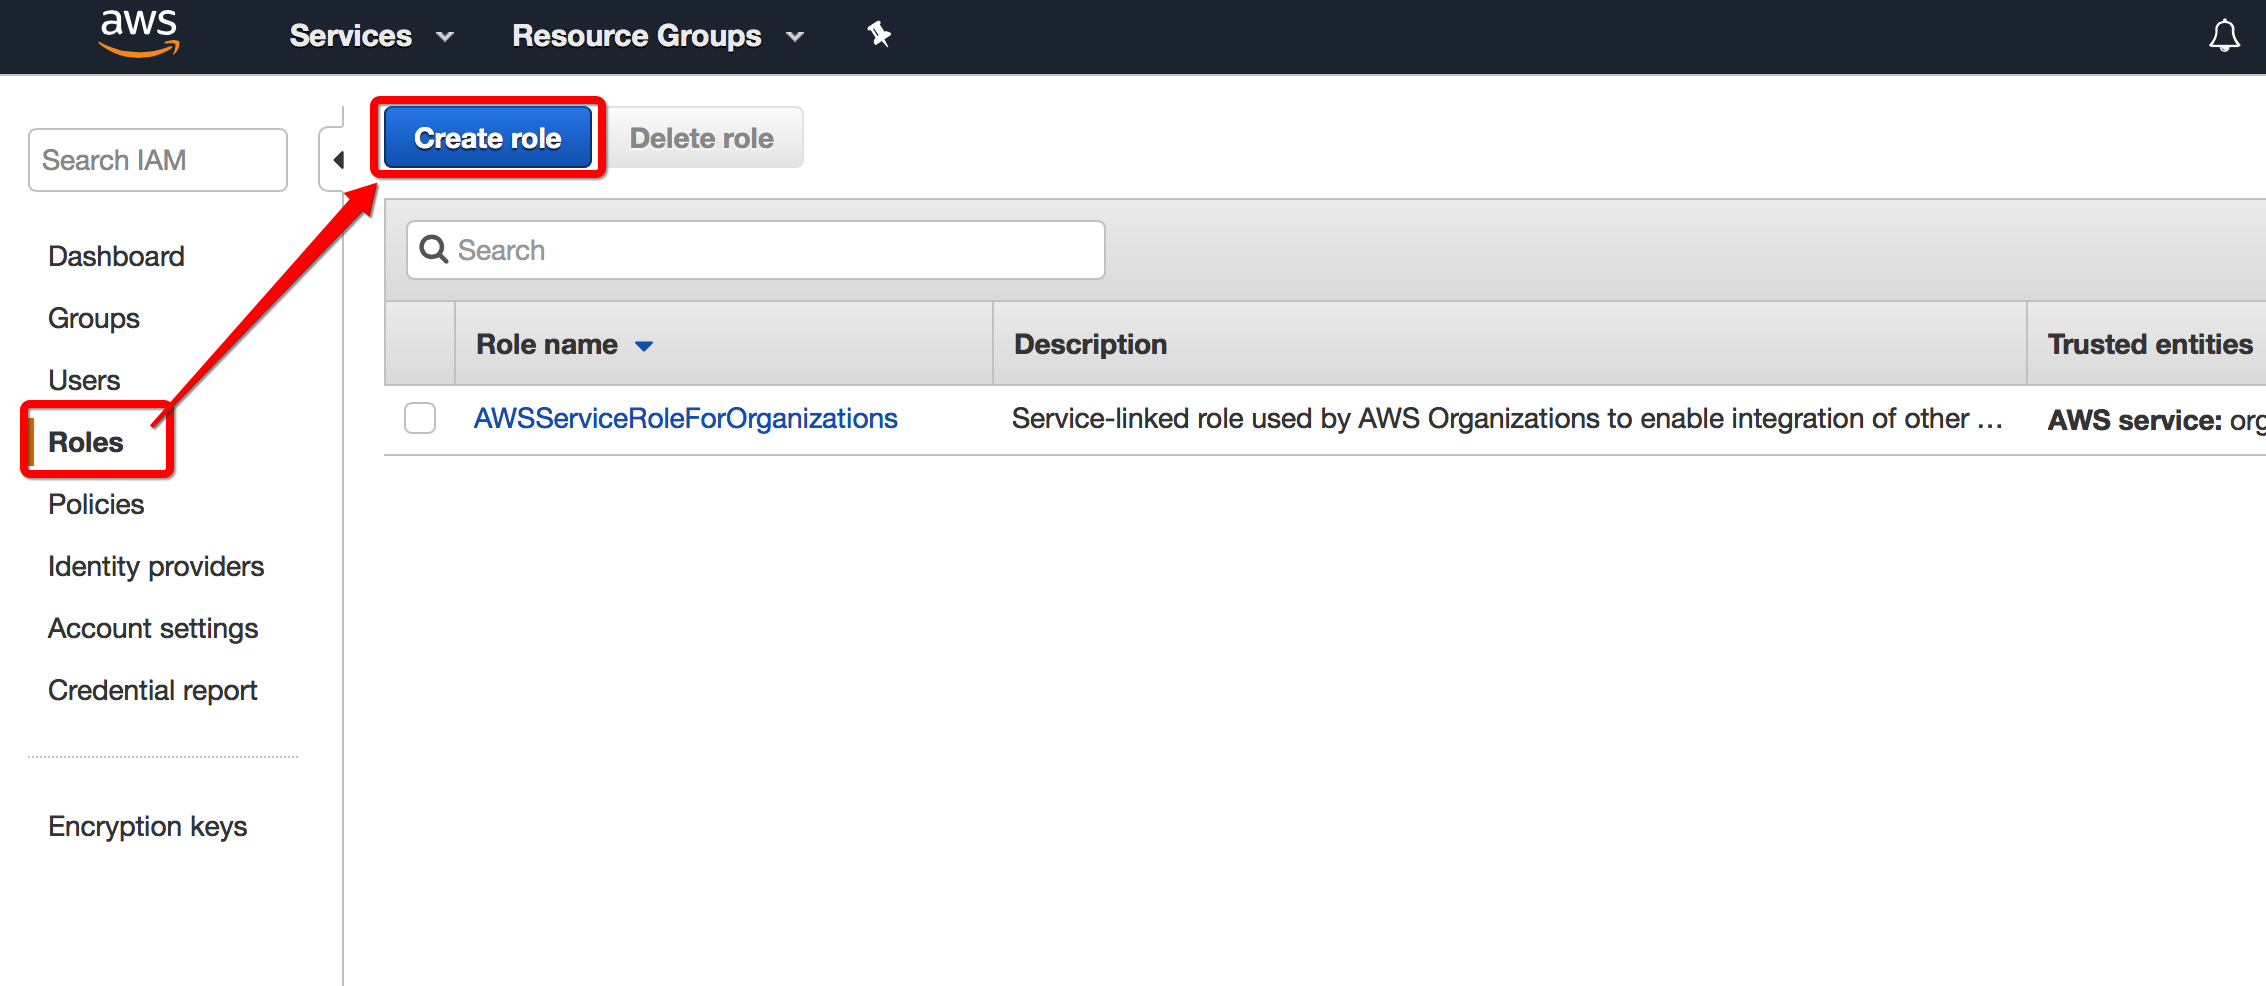 aws Services Resource Groups
Create role Delete role
Search IAM
Dashboard
Groups
Users
Roles
Policies
Identity providers
Account settings
Credential report
Encryption keys
Search
Role name Description Trusted entities
AWSServiceRoleForOrganizations Service-linked role used by AWS Organizations to enable integration of other ... AWS service: org